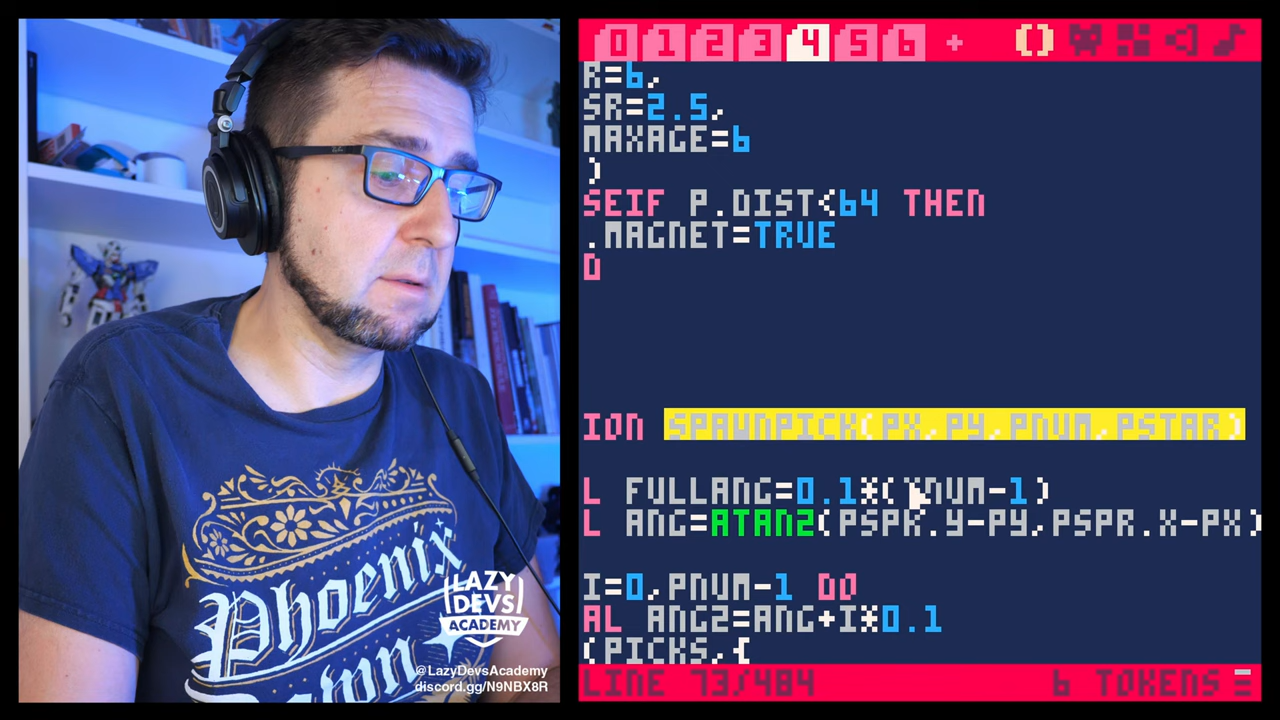 0 1 2 3 4 5 6 +
R=6,
SR=2.5,
MAXAGE=6
)
SEIF P.DIST<64 THEN
.MAGNET=TRUE
D
ION SPAWNPICK(PX,PY,PNUM,PSTAR)
L FULLANG=0.1*(PNUM-1)
L ANG=ATAN2(PSPR.Y-PY,PSPR.X-PX)
I=0,PNUM-1 DO
AL ANG2=ANG+I*0.1
(PICKS,{
LINE 73/484 6 TOKENS
Phoenix
Down
LAZY
DEVS
ACADEMY
@LazyDevsAcademy
discord.gg/N9NBX8R